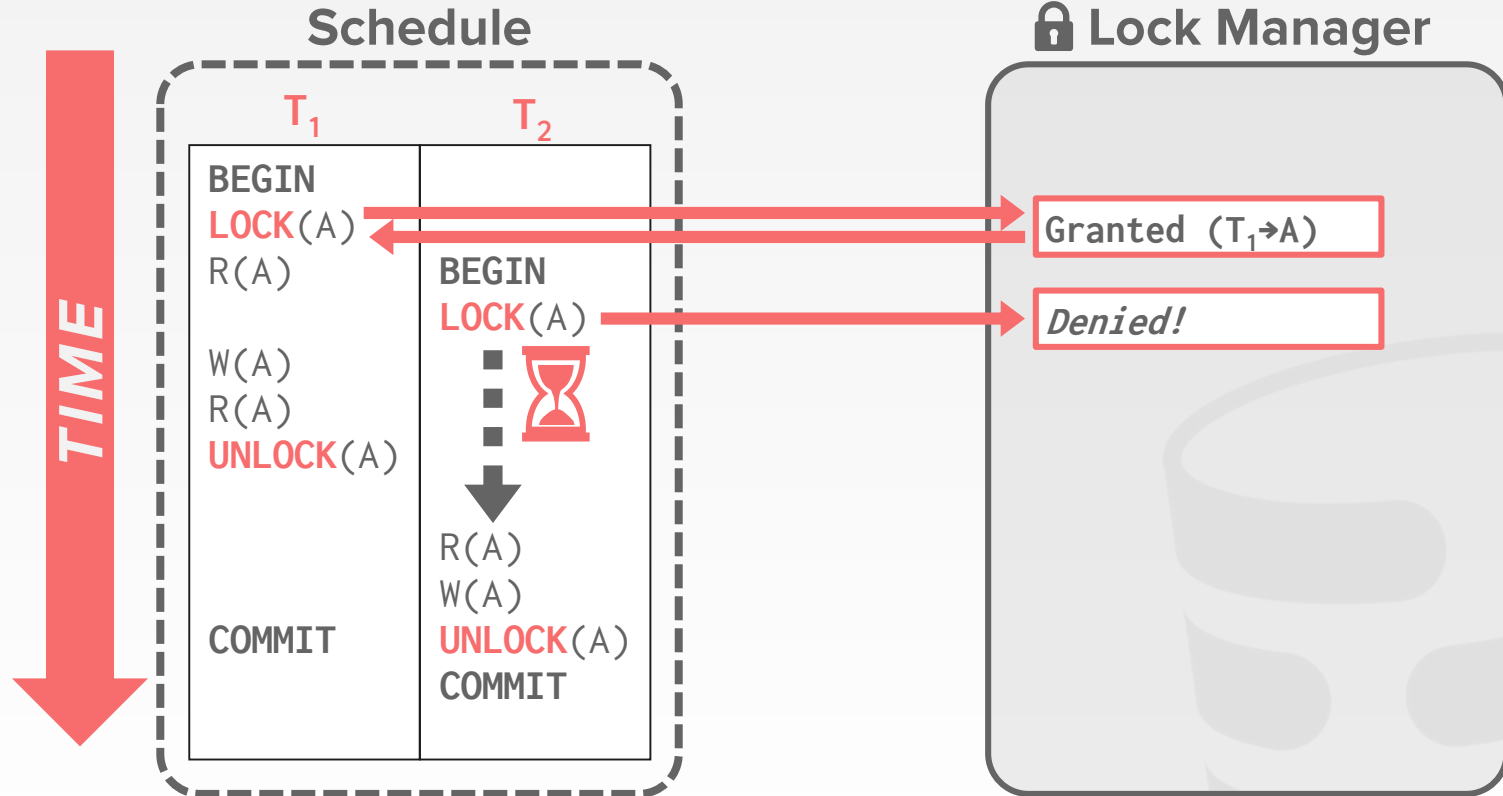 Schedule
Lock Manager
TIME
T₁ T₂
BEGIN
LOCK(A)
Granted (T₁→A)
R(A) BEGIN
LOCK(A)
Denied!
W(A)
R(A)
UNLOCK(A)
R(A)
W(A)
COMMIT UNLOCK(A)
COMMIT